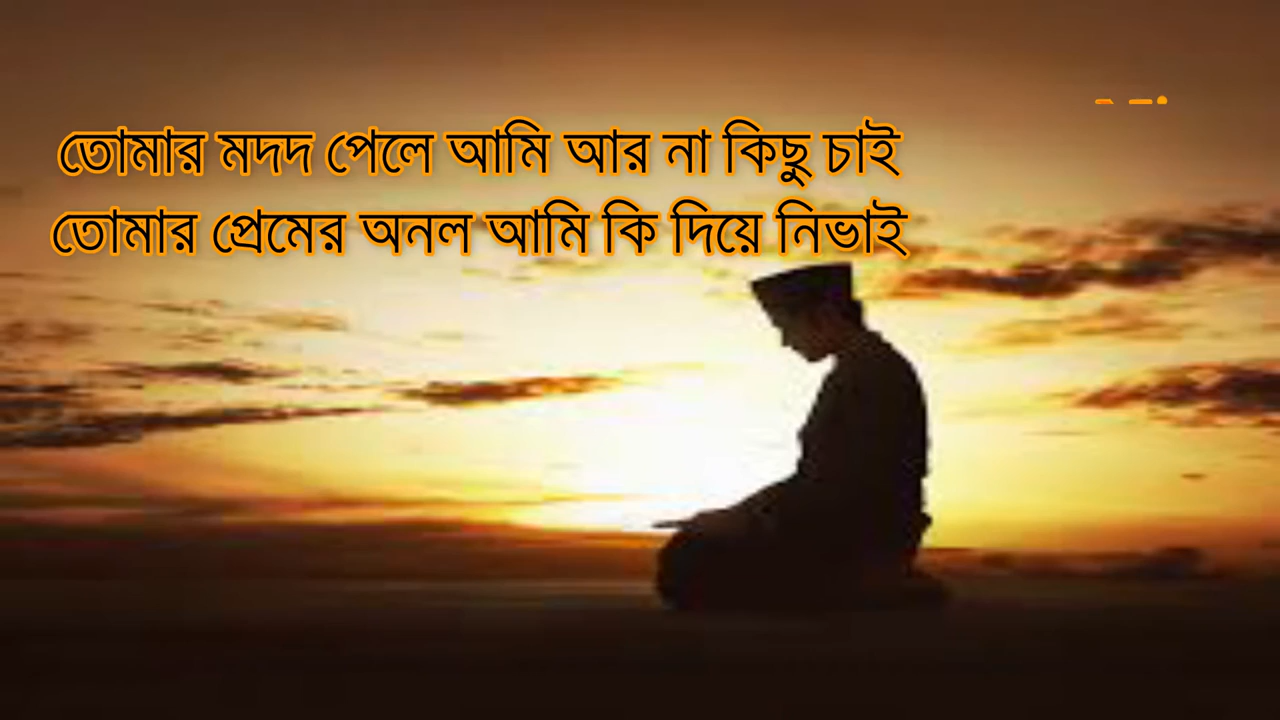 তোমার মদদ পেলে আমি আর না কিছু চাই
তোমার প্রেমের অনল আমি কি দিয়ে নিভাই